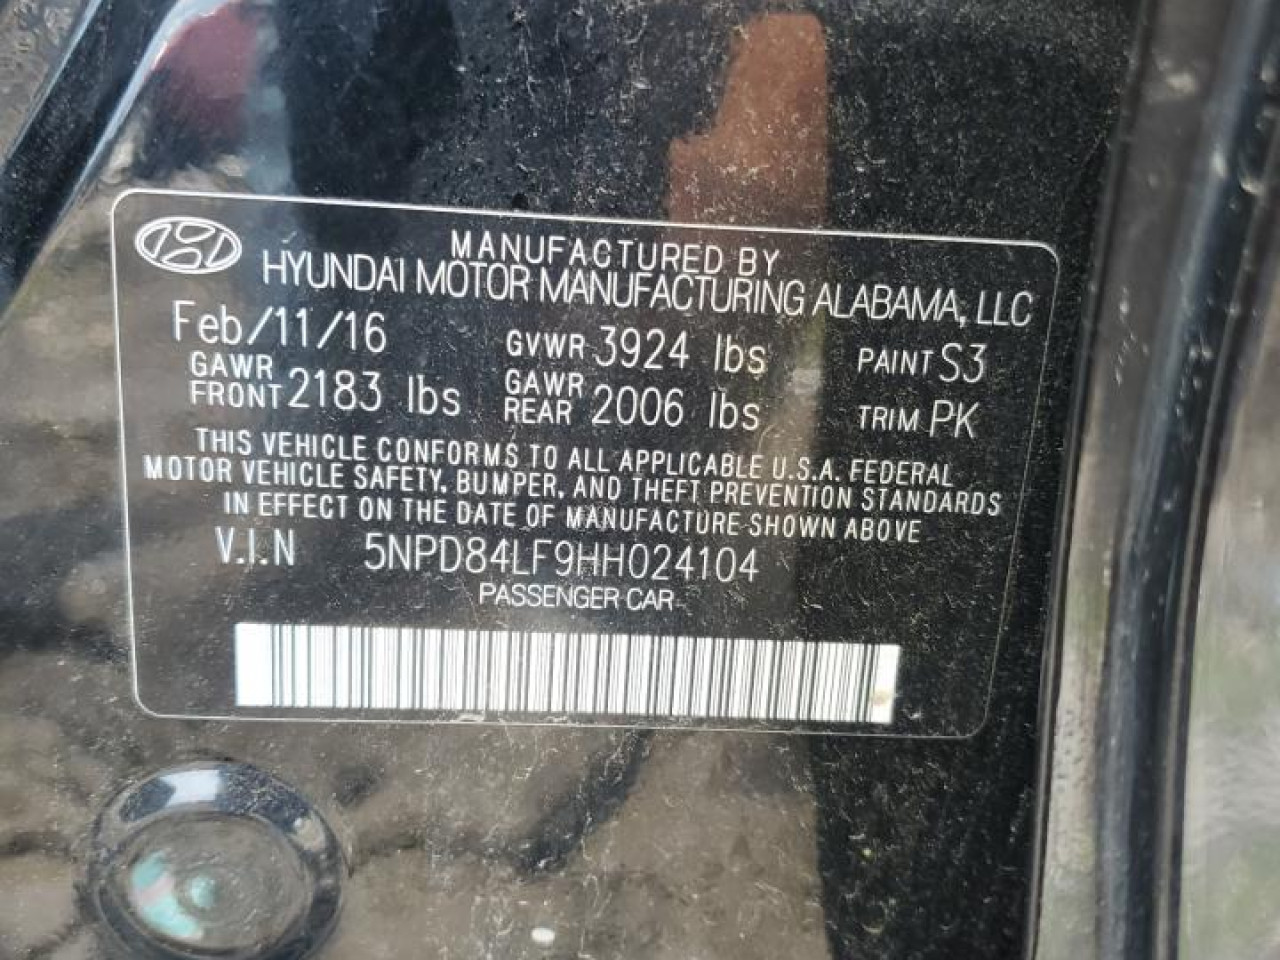 MANUFACTURED BY
HYUNDAI MOTOR MANUFACTURING ALABAMA, LLC
Feb/11/16 GVWR 3924 lbs PAINT S3
GAWR FRONT 2183 lbs GAWR REAR 2006 lbs TRIM PK
THIS VEHICLE CONFORMS TO ALL APPLICABLE U.S.A. FEDERAL
MOTOR VEHICLE SAFETY, BUMPER, AND THEFT PREVENTION STANDARDS
IN EFFECT ON THE DATE OF MANUFACTURE SHOWN ABOVE
V.I.N 5NPD84LF9HH024104
PASSENGER CAR